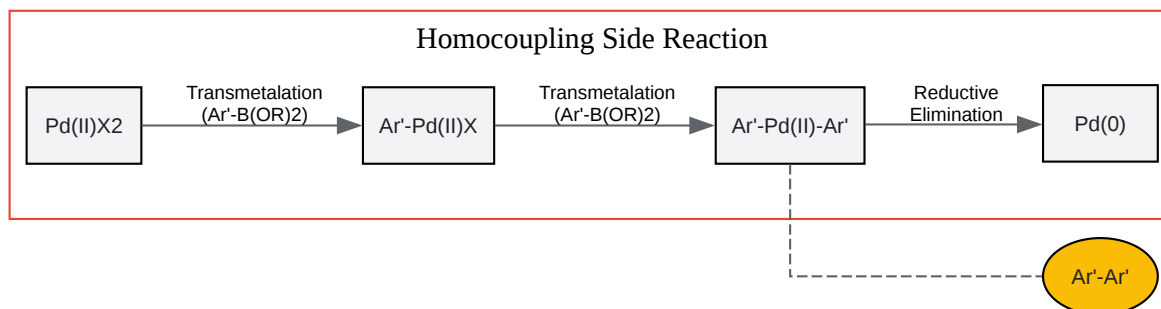 Homocoupling Side Reaction
Pd(II)X2
Transmetalation
(Ar'-B(OR)2)
Ar'-Pd(II)X
Transmetalation
(Ar'-B(OR)2)
Ar'-Pd(II)-Ar'
Reductive
Elimination
Pd(0)
Ar'-Ar'